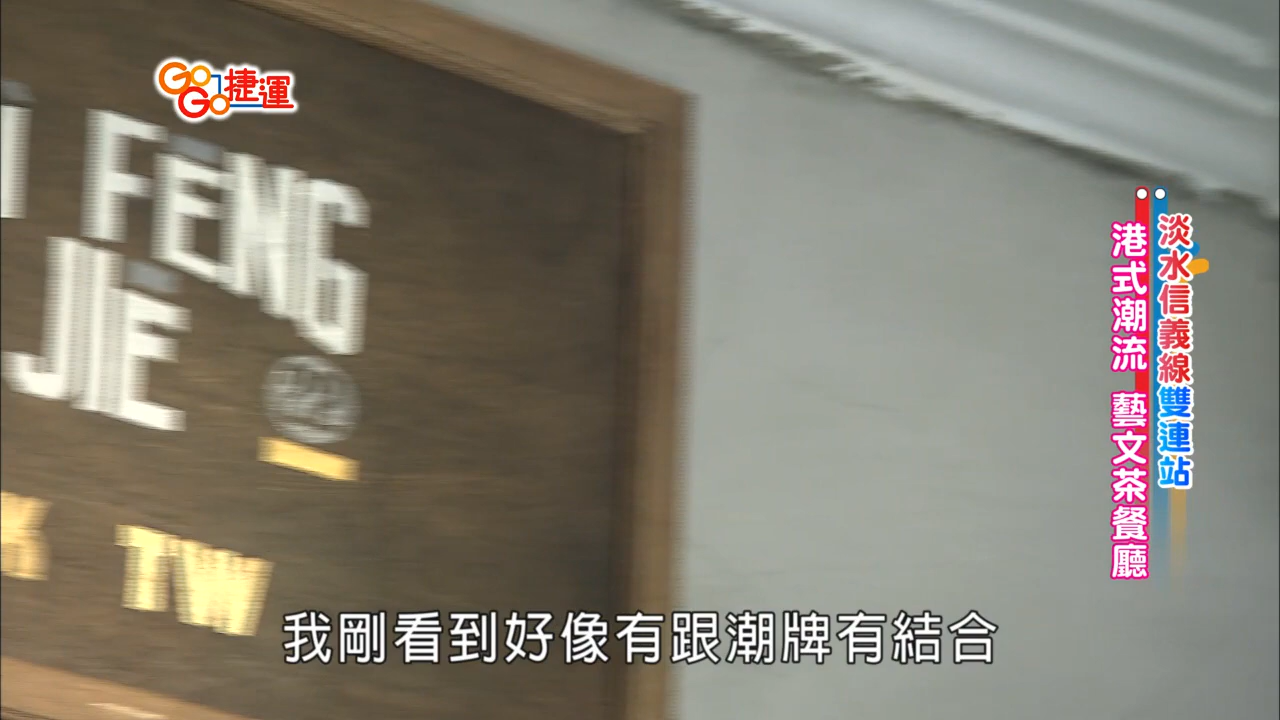 GOGO捷運
FENG
JIE
TW
淡水信義線雙連站
港式潮流 藝文茶餐廳
我剛看到好像有跟潮牌有結合